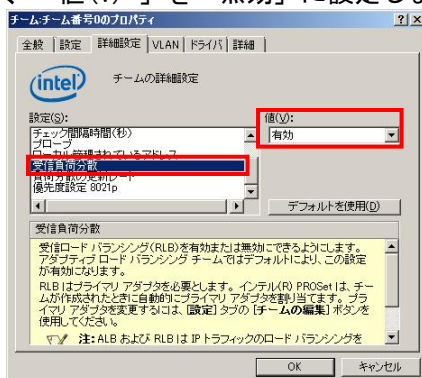 値(V)」を「無効」に設定し
チーム:チーム番号0のプロパティ
全般 設定 詳細設定 VLAN ドライバ 詳細
intel チームの詳細設定
設定(S):
値(V):
チェック間隔時間(秒)
有効
プローブ
ローカル管理されているアドレス
受信負荷分散
負荷分散の更新レート
優先度設定 8021p
デフォルトを使用(D)
受信負荷分散
受信ロード バランシング(RLB)を有効または無効にできるようにします。
アダプティブ ロード バランシング チームではデフォルトにより、この設定
が有効になります。
RLB はプライマリ アダプタを必要とします。インテル(R) PROSet は、チー
ムが作成されたときに自動的にプライマリ アダプタを割り当てます。プラ
イマリ アダプタを変更するには、[設定] タブの [チームの編集] ボタンを
使用してください。
注: ALB および RLB は IP トラフィックのロード バランシングを
OK キャンセル